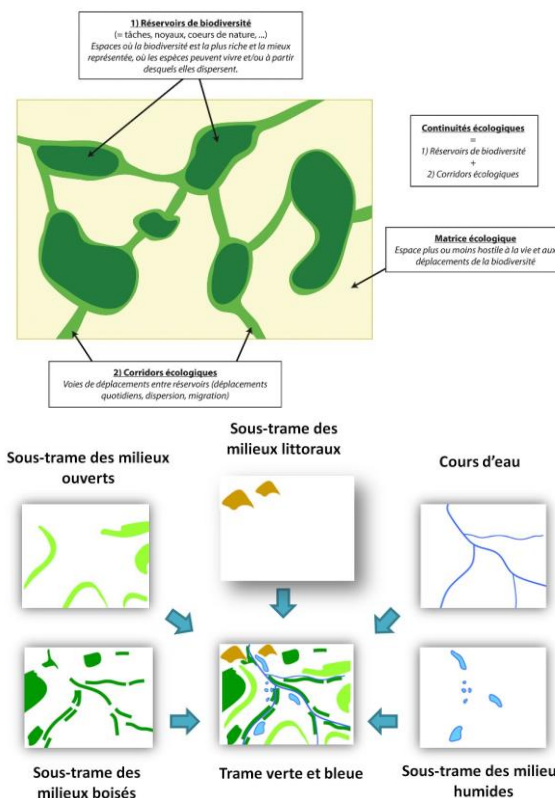 1) Réservoirs de biodiversité
(= tâches, noyaux, coeurs de nature, ...)
Espaces où la biodiversité est la plus riche et la mieux
représentée, où les espèces peuvent vivre et/ou à partir
desquels elles dispersent.
Continuités écologiques
=
1) Réservoirs de biodiversité
+
2) Corridors écologiques
Matrice écologique
Espace plus ou moins hostile à la vie et aux
déplacements de la biodiversité
2) Corridors écologiques
Voies de déplacements entre réservoirs (déplacements
quotidiens, dispersion, migration)
Sous-trame des milieux
ouverts
Sous-trame des
milieux littoraux
Cours d'eau
Sous-trame des
milieux boisés
Trame verte et bleue
Sous-trame des milieu
humides